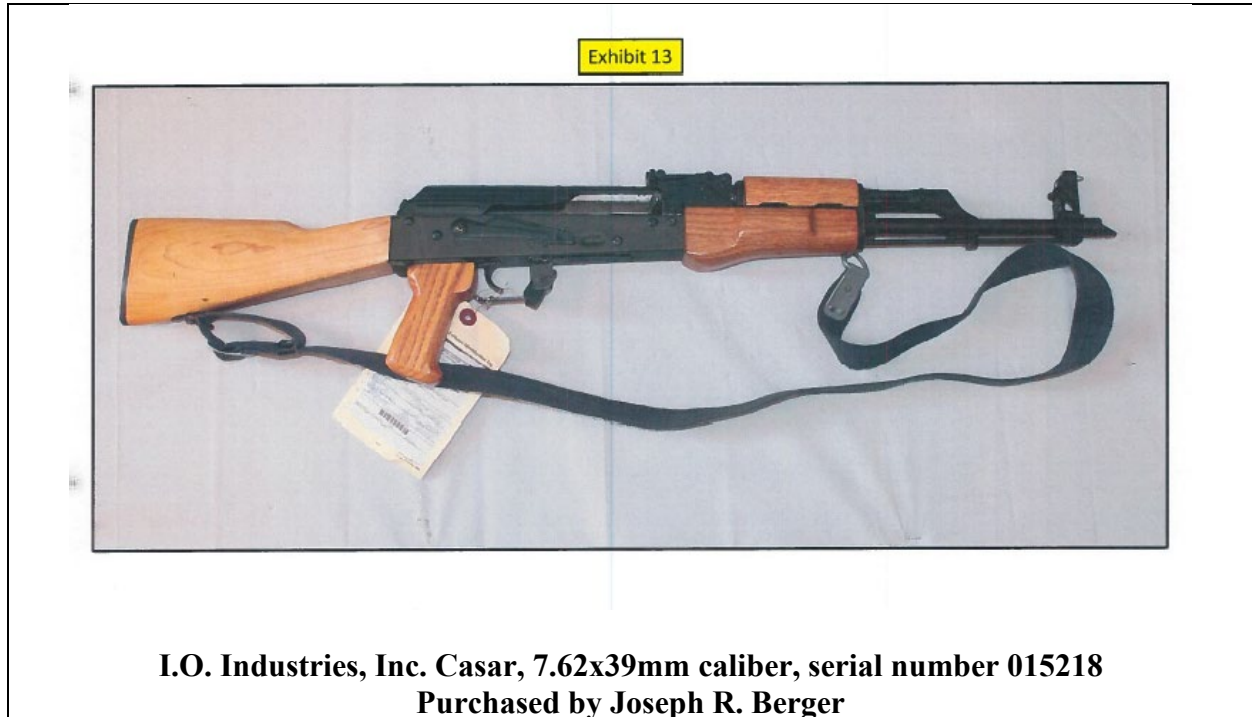 Exhibit 13
I.O. Industries, Inc. Casar, 7.62x39mm caliber, serial number 015218
Purchased by Joseph R. Berger